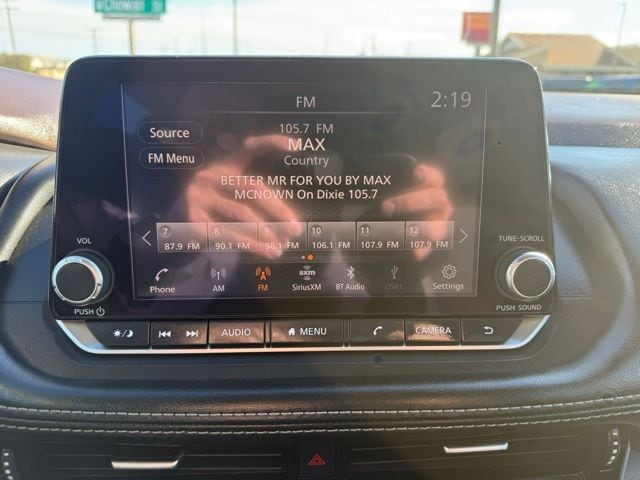 Chowan St
FM
2:19
105.7 FM
Source
MAX
Country
FM Menu
BETTER MR FOR YOU BY MAX
MCNOWN On Dixie 105.7
7 8 9 10 11 12
87.9 FM 90.1 FM 98.1 FM 106.1 FM 107.9 FM 107.9 FM
VOL
TUNE·SCROLL
sxm
Phone AM FM SiriusXM BT Audio USB1 Settings
PUSH
PUSH SOUND
AUDIO MENU CAMERA